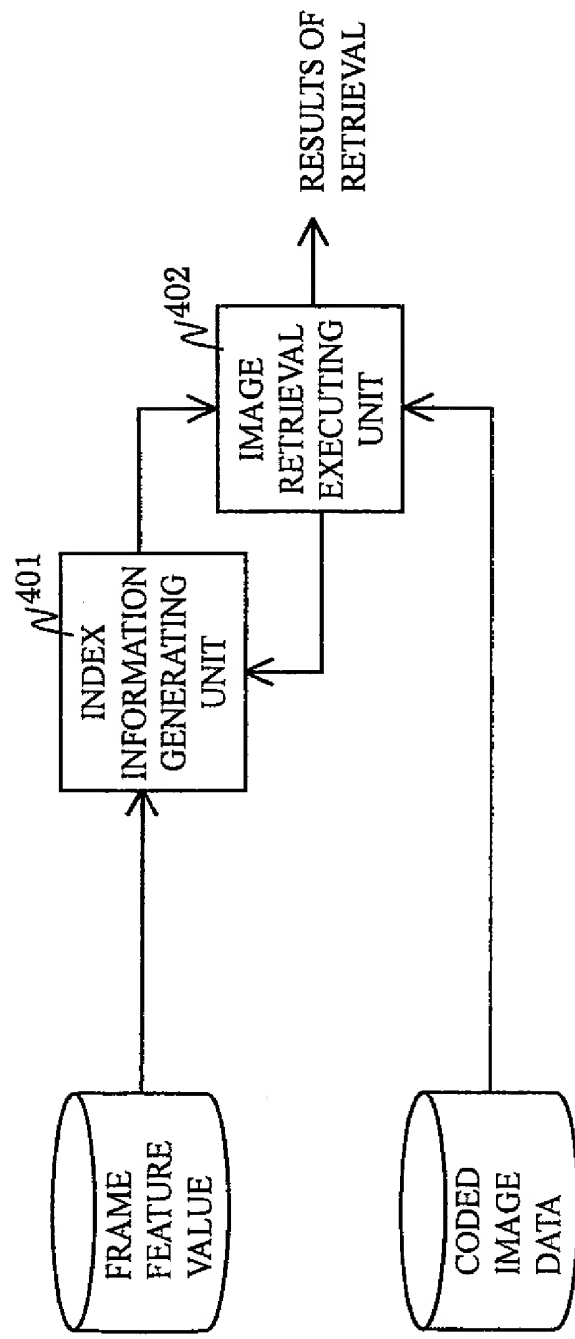 FRAME
FEATURE
VALUE
CODED
IMAGE
DATA
401
INDEX
INFORMATION
GENERATING
UNIT
402
IMAGE
RETRIEVAL
EXECUTING
UNIT
RESULTS OF
RETRIEVAL